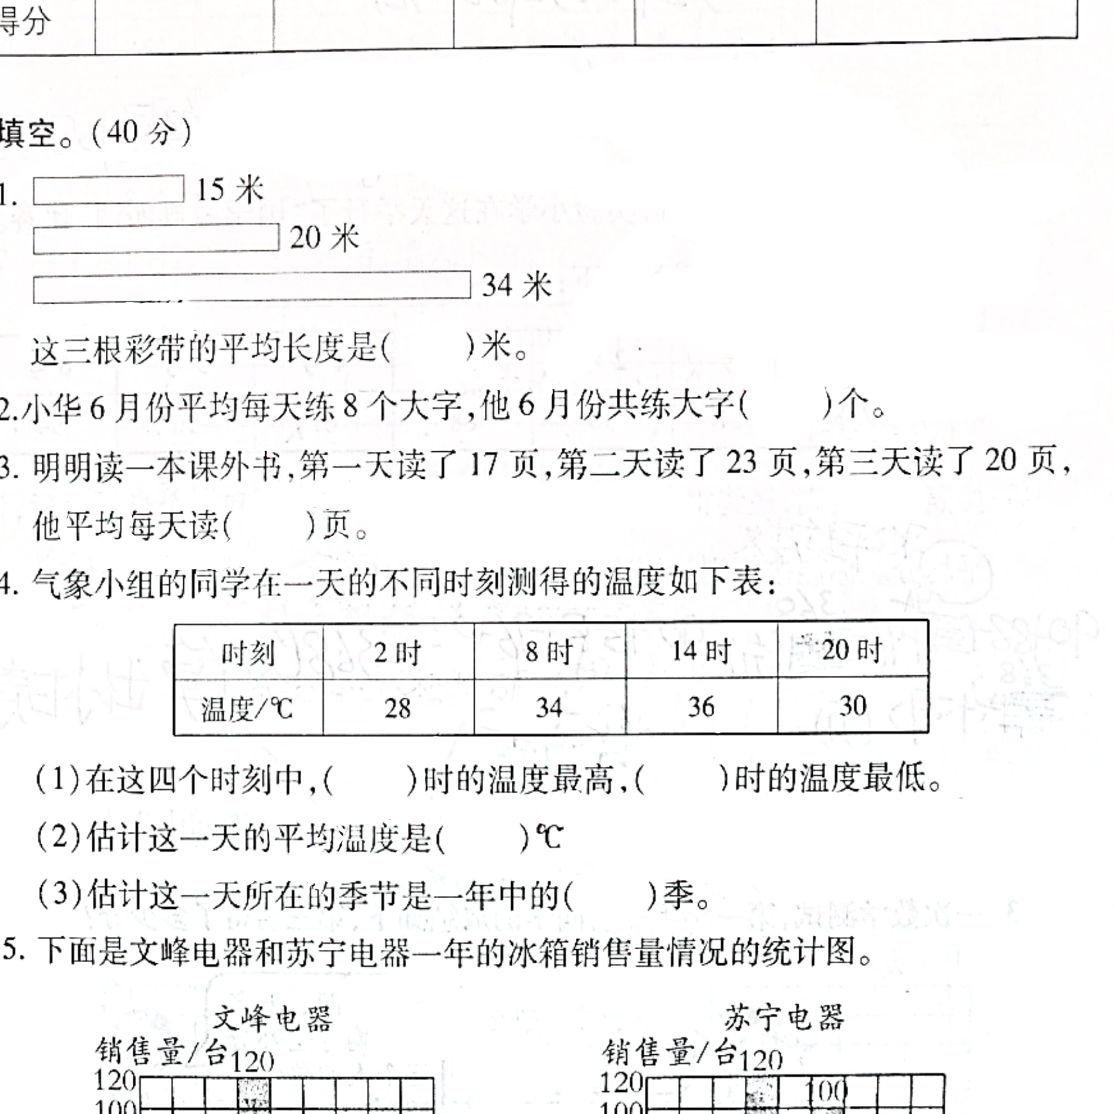 得分
填空。(40 分)
1. 15 米
20 米
34 米
这三根彩带的平均长度是( )米。
2.小华 6 月份平均每天练 8 个大字,他 6 月份共练大字( )个。
3. 明明读一本课外书,第一天读了 17 页,第二天读了 23 页,第三天读了 20 页,
他平均每天读( )页。
4. 气象小组的同学在一天的不同时刻测得的温度如下表:
时刻 2 时 8 时 14 时 20 时
温度/℃ 28 34 36 30
(1)在这四个时刻中,( )时的温度最高,( )时的温度最低。
(2)估计这一天的平均温度是( )℃
(3)估计这一天所在的季节是一年中的( )季。
5. 下面是文峰电器和苏宁电器一年的冰箱销售量情况的统计图。
文峰电器 苏宁电器
销售量/台 120 销售量/台 120
120 120 100
100 100